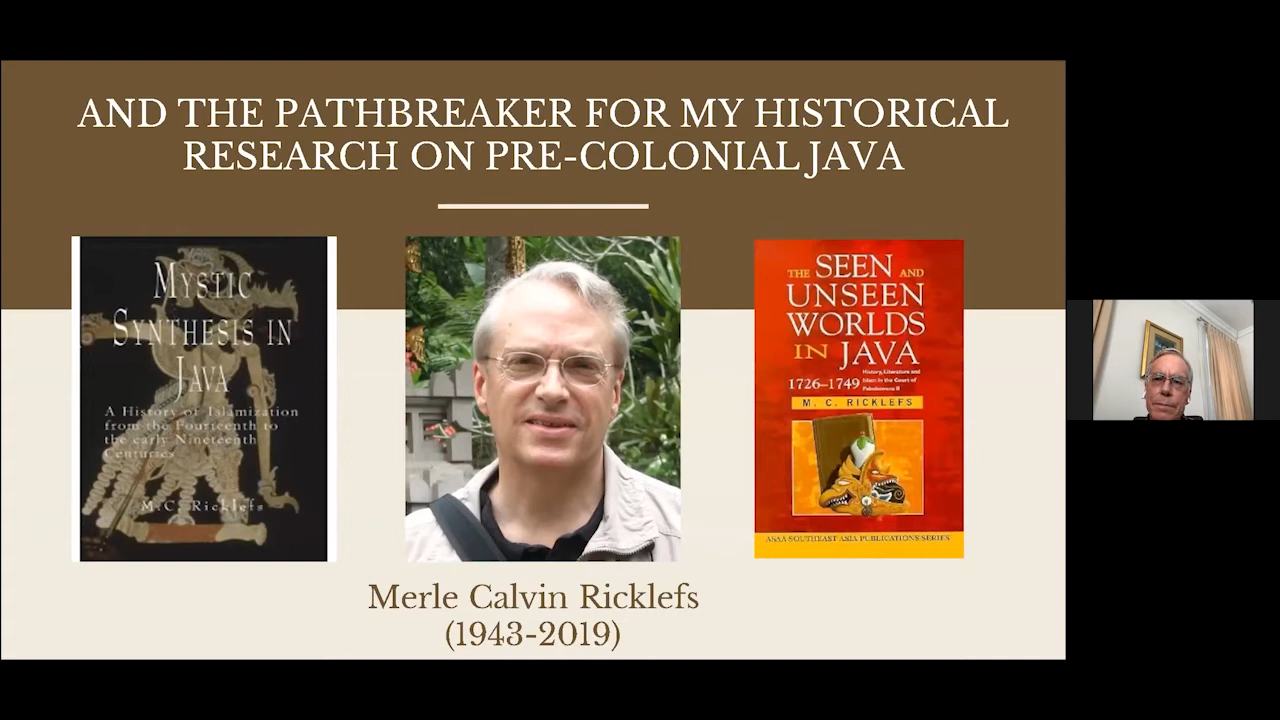 AND THE PATHBREAKER FOR MY HISTORICAL
RESEARCH ON PRE-COLONIAL JAVA
MYSTIC
SYNTHESIS IN
JAVA
A History of Islamization
from the Fourteenth to
the early Nineteenth
Centuries
M.C. Ricklefs
THE SEEN AND
UNSEEN
WORLDS
IN JAVA
1726–1749
History, Literature and
Islam in the Court of
Pakubuwana II
M. C. RICKLEFS
ASAA SOUTHEAST ASIA PUBLICATIONS SERIES
Merle Calvin Ricklefs
(1943-2019)